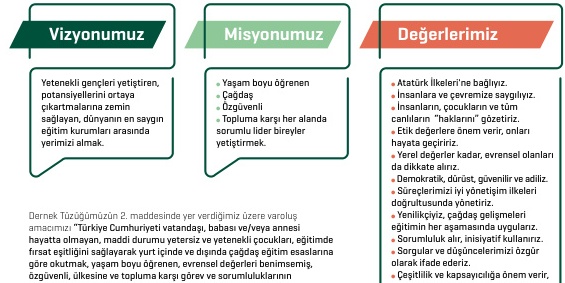 Vizyonumuz
Yetenekli gençleri yetiştiren,
potansiyellerini ortaya
çıkartmalarına zemin
sağlayan, dünyanın en saygın
eğitim kurumları arasında
yerimizi almak.
Misyonumuz
• Yaşam boyu öğrenen
• Çağdaş
• Özgüvenli
• Topluma karşı her alanda
sorumlu lider bireyler
yetiştirmek.
Değerlerimiz
• Atatürk İlkeleri'ne bağlıyız.
• İnsanlara ve çevremize saygılıyız.
• İnsanların, çocukların ve tüm
canlıların "haklarını" gözetiriz.
• Etik değerlere önem verir, onları
hayata geçiririz.
• Yerel değerler kadar, evrensel olanları
da dikkate alırız.
• Demokratik, dürüst, güvenilir ve adiliz.
• Süreçlerimizi iyi yönetişim ilkeleri
doğrultusunda yönetiriz.
• Yenilikçiyiz, çağdaş gelişmeleri
eğitimin her aşamasında uygularız.
• Sorumluluk alır, inisiyatif kullanırız.
• Sorgular ve düşüncelerimizi özgür
olarak ifade ederiz.
• Çeşitlilik ve kapsayıcılığa önem verir,
Dernek Tüzüğümüzün 2. maddesinde yer verdiğimiz üzere varoluş
amacımızı "Türkiye Cumhuriyeti vatandaşı, babası ve/veya annesi
hayatta olmayan, maddi durumu yetersiz ve yetenekli çocukları, eğitimde
fırsat eşitliğini sağlayarak yurt içinde ve dışında çağdaş eğitim esaslarına
göre okutmak, yaşam boyu öğrenen, evrensel değerleri benimsemiş,
özgüvenli, ülkesine ve topluma karşı görev ve sorumluluklarının